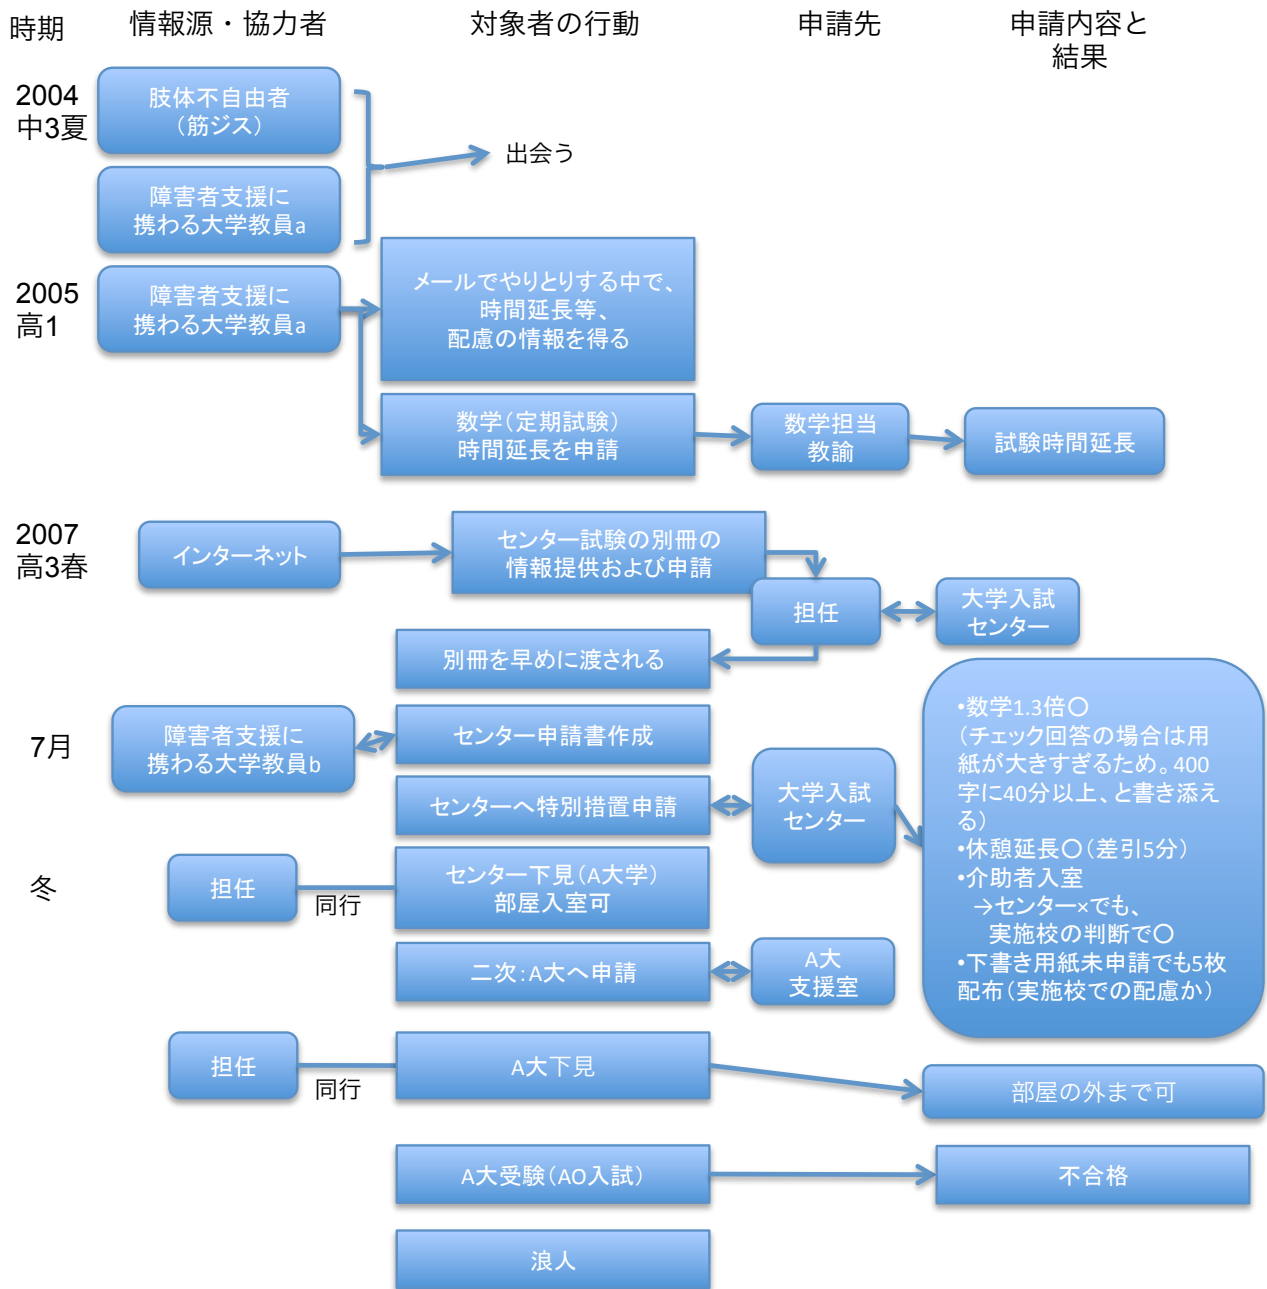 時期
情報源・協力者
対象者の行動
申請先
申請内容と
結果
2004
中3夏
肢体不自由者
（筋ジス）
出会う
障害者支援に
携わる大学教員a
2005
高1
障害者支援に
携わる大学教員a
メールでやりとりする中で、
時間延長等、
配慮の情報を得る
数学（定期試験）
時間延長を申請
数学担当
教諭
試験時間延長
2007
高3春
インターネット
センター試験の別冊の
情報提供および申請
担任
大学入試
センター
別冊を早めに渡される
7月
障害者支援に
携わる大学教員b
センター申請書作成
センターへ特別措置申請
大学入試
センター
•数学1.3倍〇
（チェック回答の場合は用
紙が大きすぎるため。400
字に40分以上、と書き添え
る）
•休憩延長〇（差引5分）
•介助者入室
→センター×でも、
実施校の判断で〇
•下書き用紙未申請でも5枚
配布（実施校での配慮か）
冬
担任
同行
センター下見（A大学）
部屋入室可
二次：A大へ申請
A大
支援室
担任
同行
A大下見
部屋の外まで可
A大受験（AO入試）
不合格
浪人